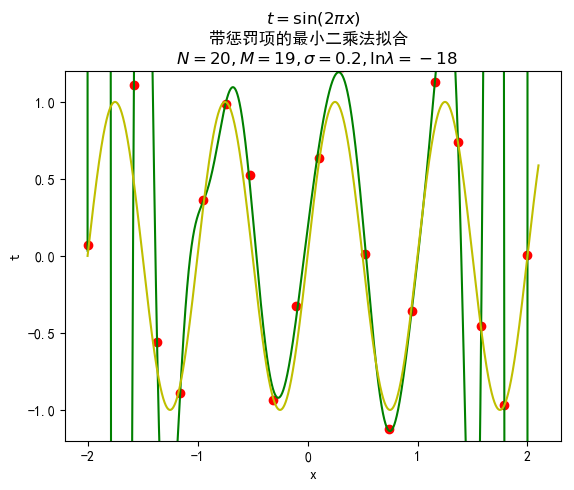 t = sin(2πx)
带惩罚项的最小二乘法拟合
N = 20, M = 19, σ = 0.2, lnλ = −18
1.0
0.5
0.0
−0.5
−1.0
t
−2
−1
0
1
2
x